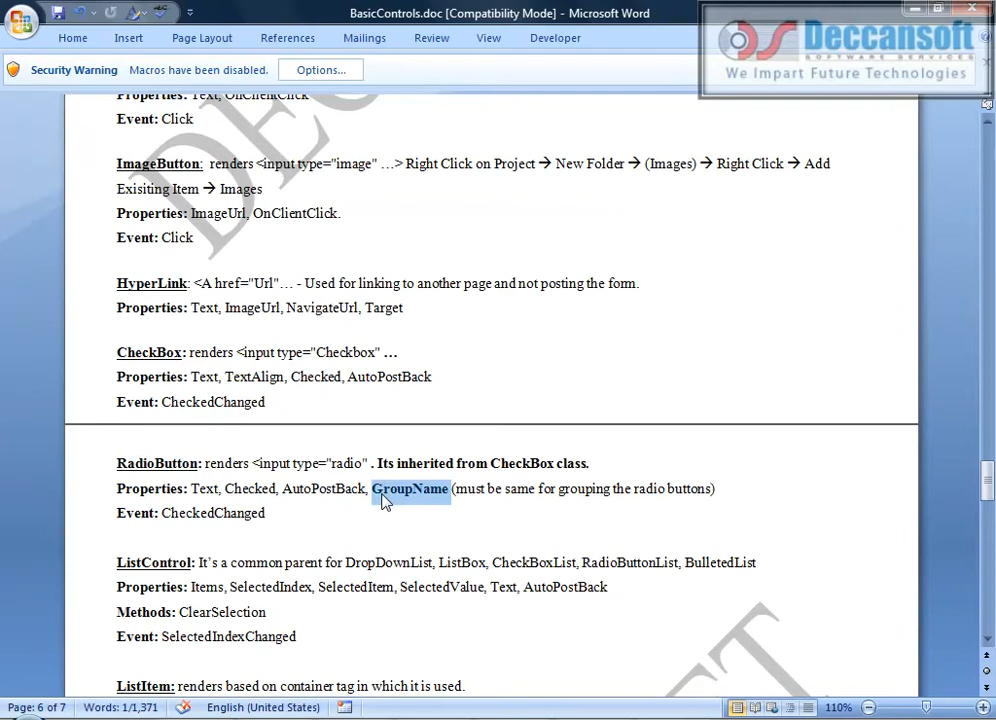 BasicControls.doc [Compatibility Mode] - Microsoft Word
Deccansoft
SOFTWARE SERVICES
We Impart Future Technologies
Home Insert Page Layout References Mailings Review View Developer
Security Warning Macros have been disabled. Options...
Properties: Text, OnClientClick
Event: Click
ImageButton: renders <input type="image" …> Right Click on Project → New Folder → (Images) → Right Click → Add
Exisiting Item → Images
Properties: ImageUrl, OnClientClick.
Event: Click
HyperLink: <A href="Url"… - Used for linking to another page and not posting the form.
Properties: Text, ImageUrl, NavigateUrl, Target
CheckBox: renders <input type="Checkbox" …
Properties: Text, TextAlign, Checked, AutoPostBack
Event: CheckedChanged
RadioButton: renders <input type="radio" . Its inherited from CheckBox class.
Properties: Text, Checked, AutoPostBack, GroupName (must be same for grouping the radio buttons)
Event: CheckedChanged
ListControl: It's a common parent for DropDownList, ListBox, CheckBoxList, RadioButtonList, BulletedList
Properties: Items, SelectedIndex, SelectedItem, SelectedValue, Text, AutoPostBack
Methods: ClearSelection
Event: SelectedIndexChanged
ListItem: renders based on container tag in which it is used.
Page: 6 of 7 Words: 1/1,371 English (United States) 110%